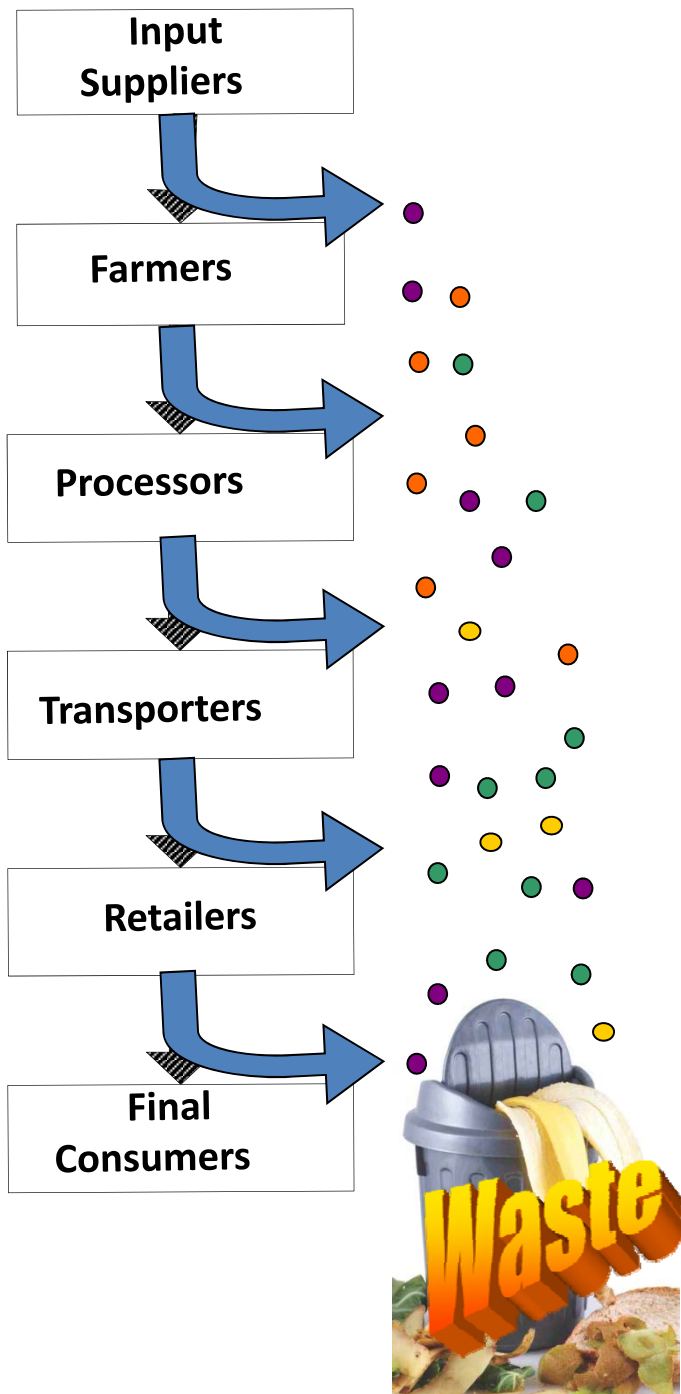 Input
Suppliers
Farmers
Processors
Transporters
Retailers
Final
Consumers
Waste